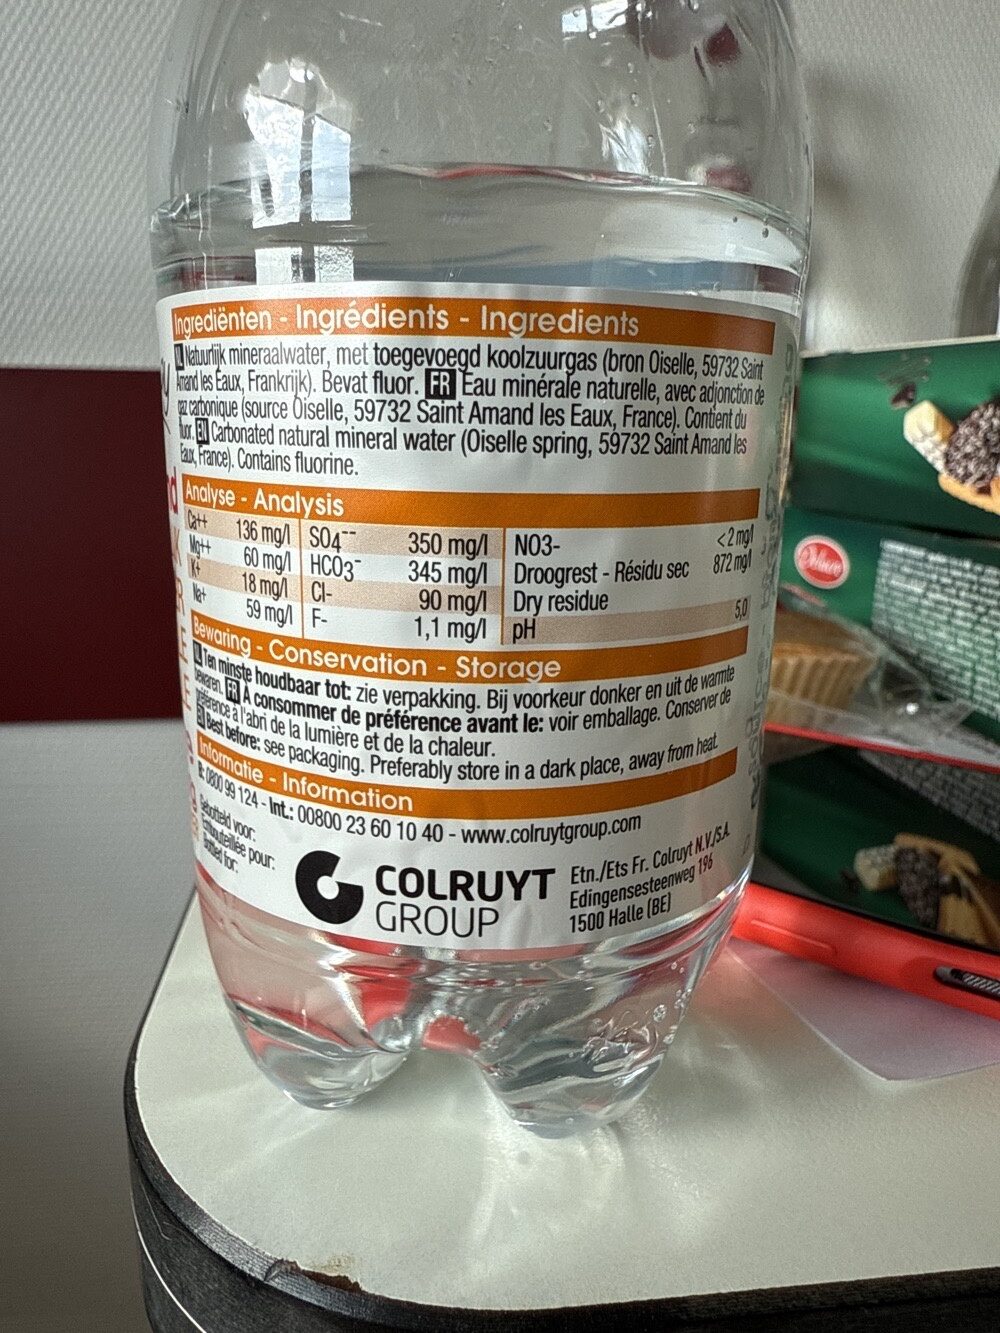 Ingrediënten - Ingrédients - Ingredients
NL Natuurlijk mineraalwater, met toegevoegd koolzuurgas (bron Oiselle, 59732 Saint
Amand les Eaux, Frankrijk). Bevat fluor. FR Eau minérale naturelle, avec adjonction de
gaz carbonique (source Oiselle, 59732 Saint Amand les Eaux, France). Contient du
fluor. EN Carbonated natural mineral water (Oiselle spring, 59732 Saint Amand les
Eaux, France). Contains fluorine.
Analyse - Analysis
Ca++ 136 mg/l SO4-- 350 mg/l NO3- <2 mg/l
Mg++ 60 mg/l HCO3- 345 mg/l Droogrest - Résidu sec 872 mg/l
K+ 18 mg/l Cl- 90 mg/l Dry residue
Na+ 59 mg/l F- 1,1 mg/l pH 5,0
Bewaring - Conservation - Storage
NL Ten minste houdbaar tot: zie verpakking. Bij voorkeur donker en uit de warmte
bewaren. FR A consommer de préférence avant le: voir emballage. Conserver de
préférence à l'abri de la lumière et de la chaleur.
EN Best before: see packaging. Preferably store in a dark place, away from heat.
Informatie - Information
B: 0800 99 124 - Int.: 00800 23 60 10 40 - www.colruytgroup.com
Gebotteld voor:
Embouteillée pour:
Bottled for:
COLRUYT
GROUP
Etn./Ets Fr. Colruyt N.V./S.A.
Edingensesteenweg 196
1500 Halle (BE)